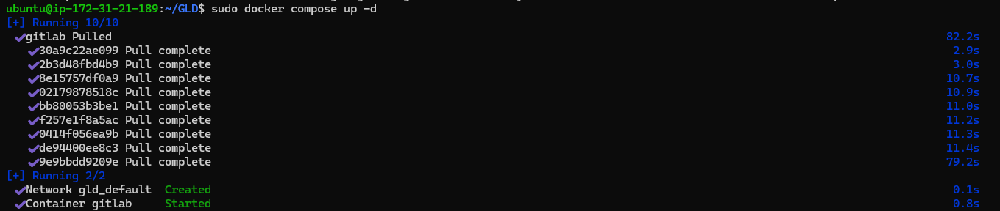 ubuntu@ip-172-31-21-189:~/GLD$ sudo docker compose up -d
[+] Running 10/10
✔gitlab Pulled 82.2s
✔30a9c22ae099 Pull complete 2.9s
✔2b3d48fbd4b9 Pull complete 3.0s
✔8e15757df0a9 Pull complete 10.7s
✔02179878518c Pull complete 10.9s
✔bb80053b3be1 Pull complete 11.0s
✔f257e1f8a5ac Pull complete 11.2s
✔0414f056ea9b Pull complete 11.3s
✔de94400ee8c3 Pull complete 11.4s
✔9e9bbdd9209e Pull complete 79.2s
[+] Running 2/2
✔Network gld_default Created 0.1s
✔Container gitlab Started 0.8s